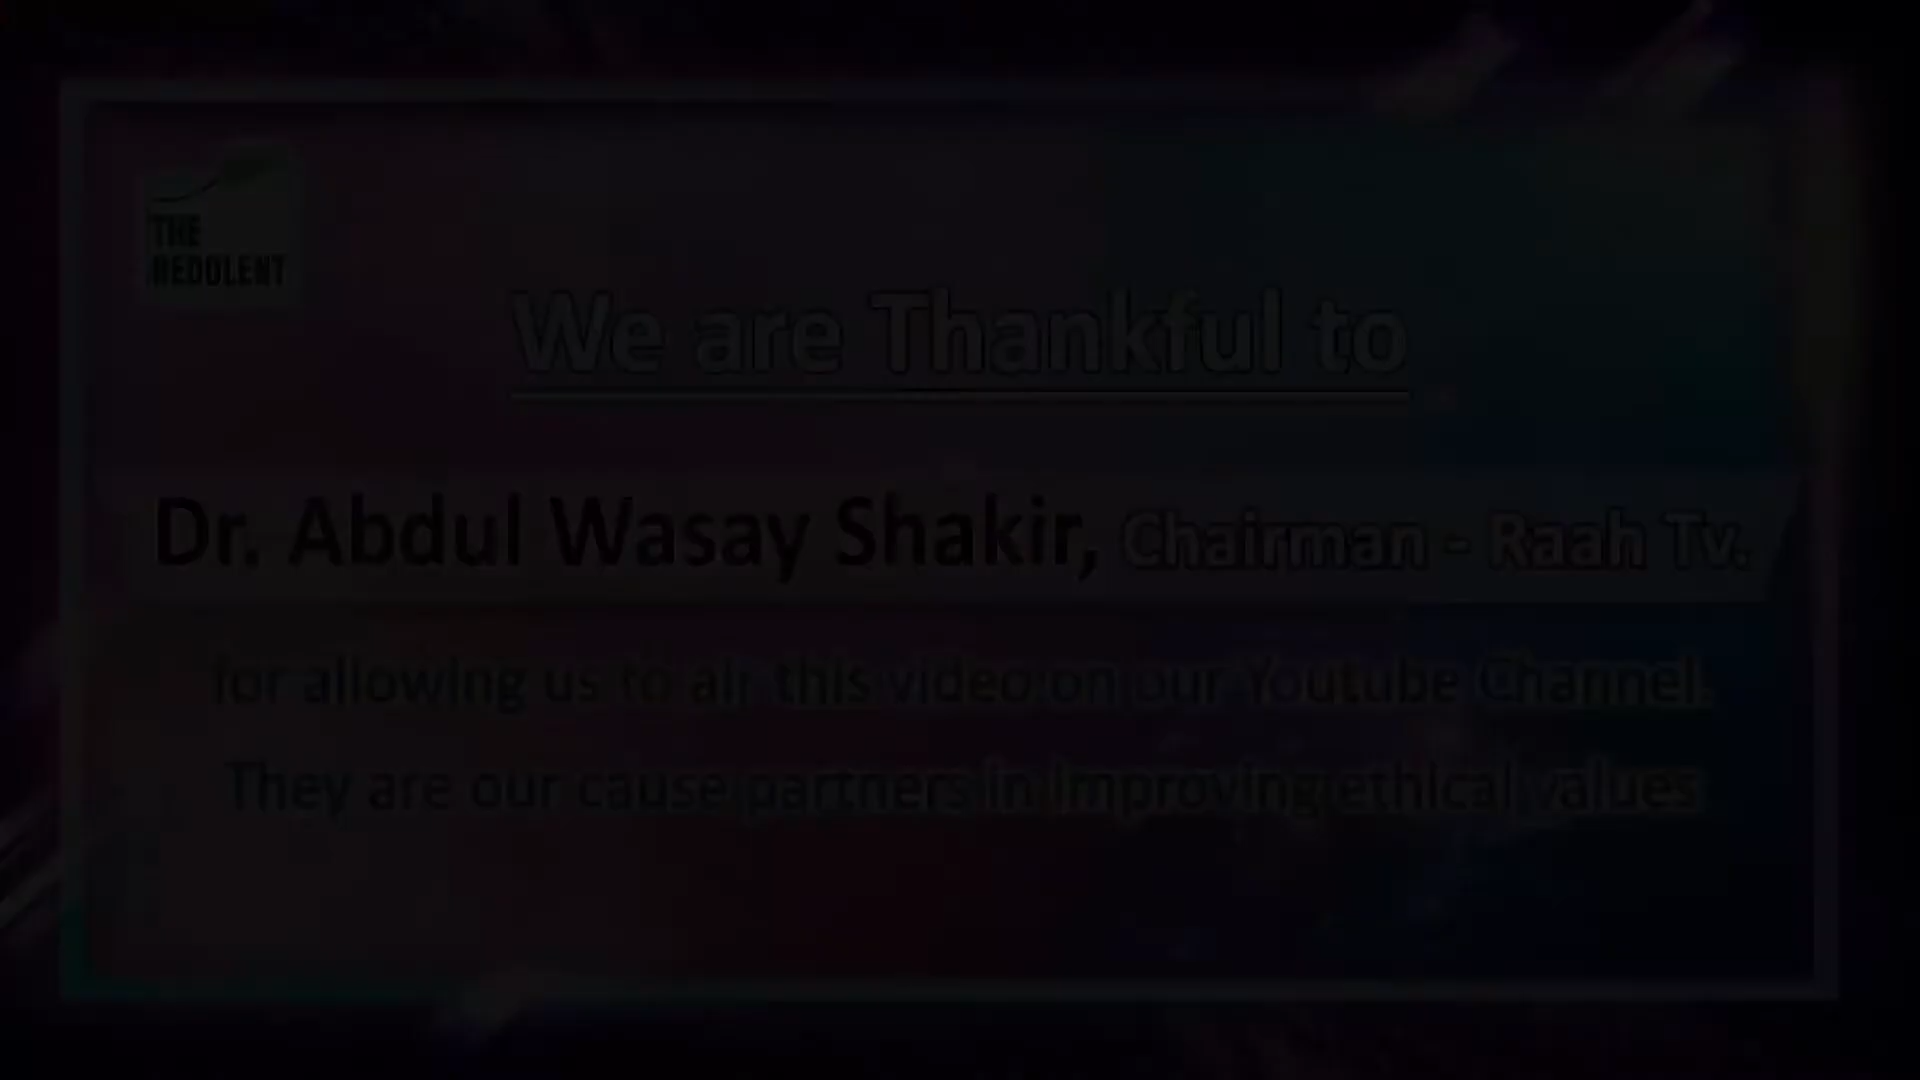 THE
REDOLENT
We are Thankful to
Dr. Abdul Wasay Shakir, Chairman - Raah Tv.
for allowing us to air this video on our Youtube Channel.
They are our cause partners in improving ethical values